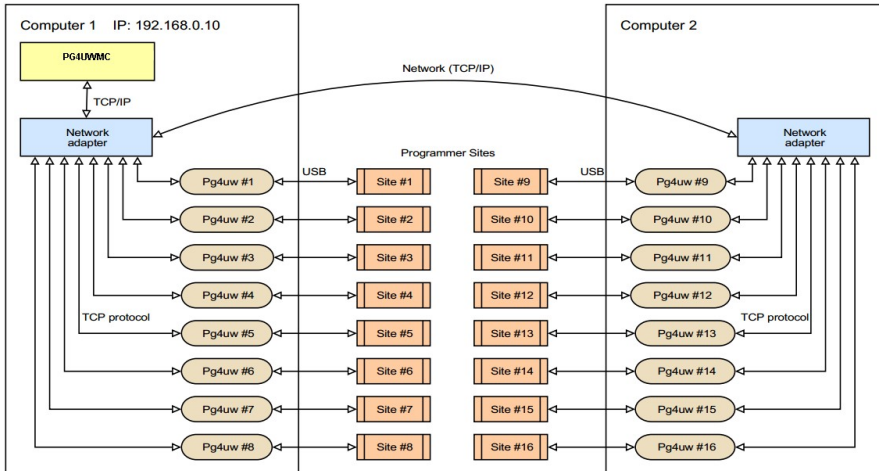 Computer 1 IP: 192.168.0.10
PG4UWMC
TCP/IP
Network
adapter
Pg4uw #1
Pg4uw #2
Pg4uw #3
Pg4uw #4
TCP protocol
Pg4uw #5
Pg4uw #6
Pg4uw #7
Pg4uw #8
USB
Network (TCP/IP)
Programmer Sites
Site #1
Site #2
Site #3
Site #4
Site #5
Site #6
Site #7
Site #8
Site #9
Site #10
Site #11
Site #12
Site #13
Site #14
Site #15
Site #16
USB
Computer 2
Network
adapter
Pg4uw #9
Pg4uw #10
Pg4uw #11
Pg4uw #12
TCP protocol
Pg4uw #13
Pg4uw #14
Pg4uw #15
Pg4uw #16